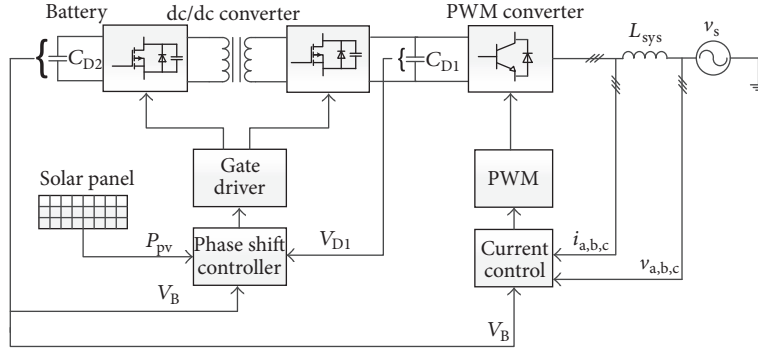 Battery
dc/dc converter
PWM converter
C_D2
C_D1
L_sys
v_s
Solar panel
Gate
driver
PWM
P_pv
Phase shift
controller
V_D1
Current
control
i_a,b,c
v_a,b,c
V_B
V_B